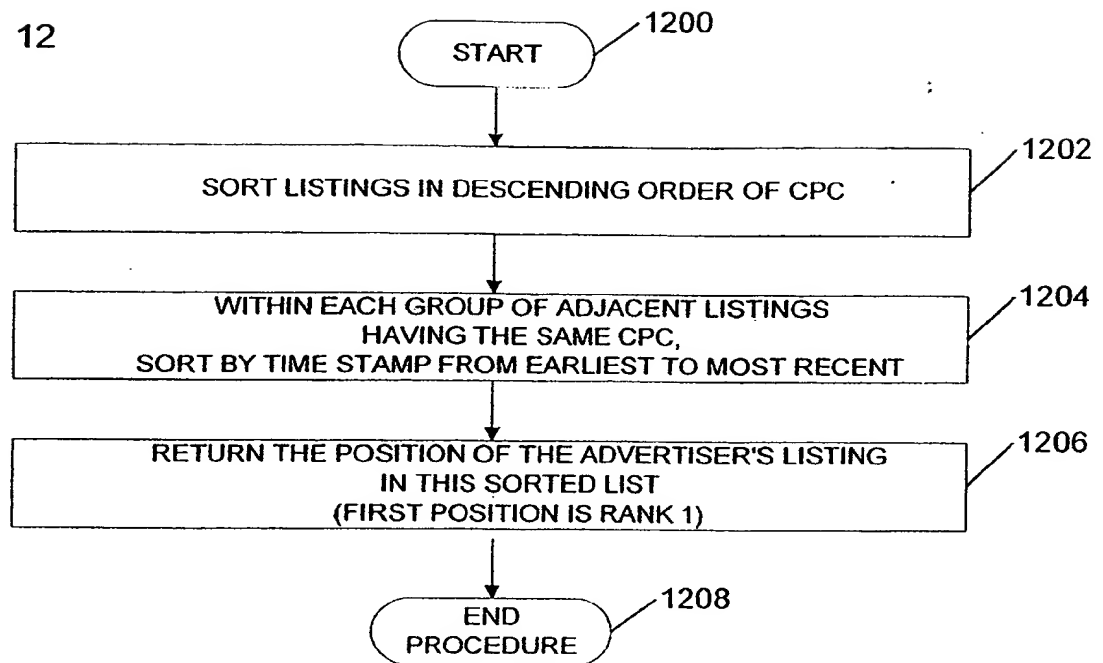 12
START
1200
1202
SORT LISTINGS IN DESCENDING ORDER OF CPC
1204
WITHIN EACH GROUP OF ADJACENT LISTINGS
HAVING THE SAME CPC,
SORT BY TIME STAMP FROM EARLIEST TO MOST RECENT
1206
RETURN THE POSITION OF THE ADVERTISER'S LISTING
IN THIS SORTED LIST
(FIRST POSITION IS RANK 1)
1208
END
PROCEDURE